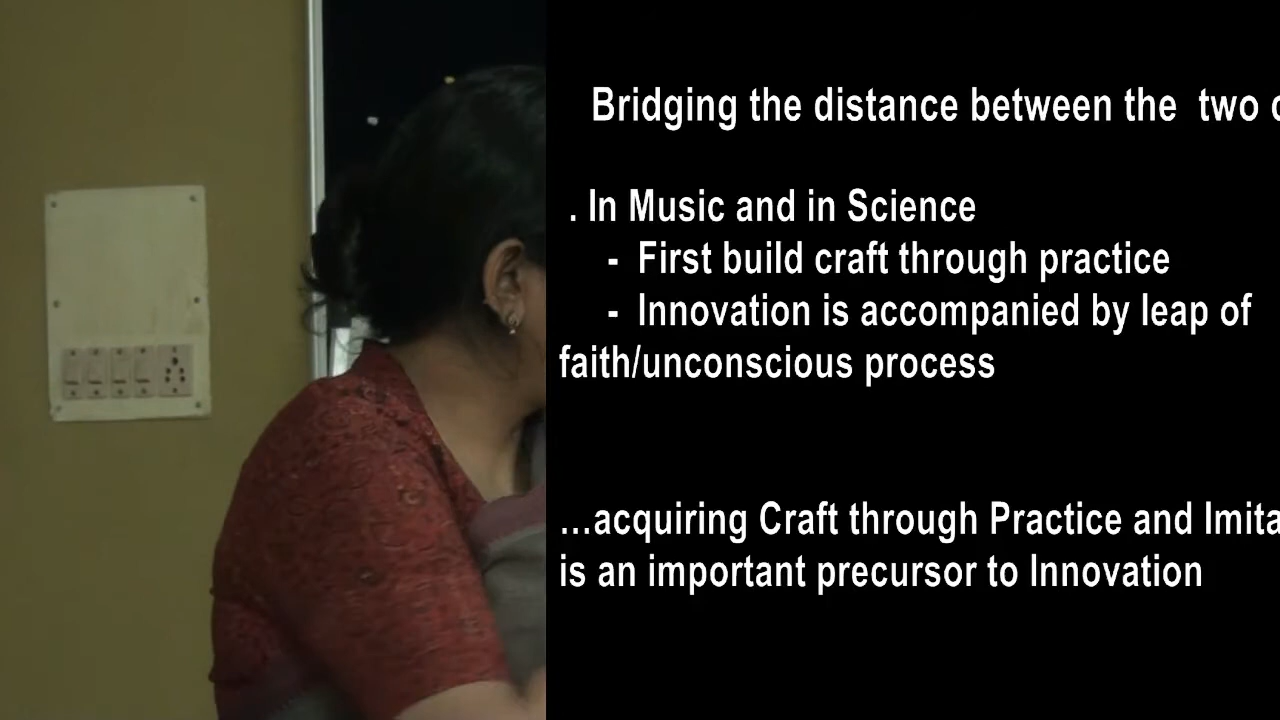 Bridging the distance between the two
. In Music and in Science
- First build craft through practice
- Innovation is accompanied by leap of
faith/unconscious process
...acquiring Craft through Practice and
is an important precursor to Innovation